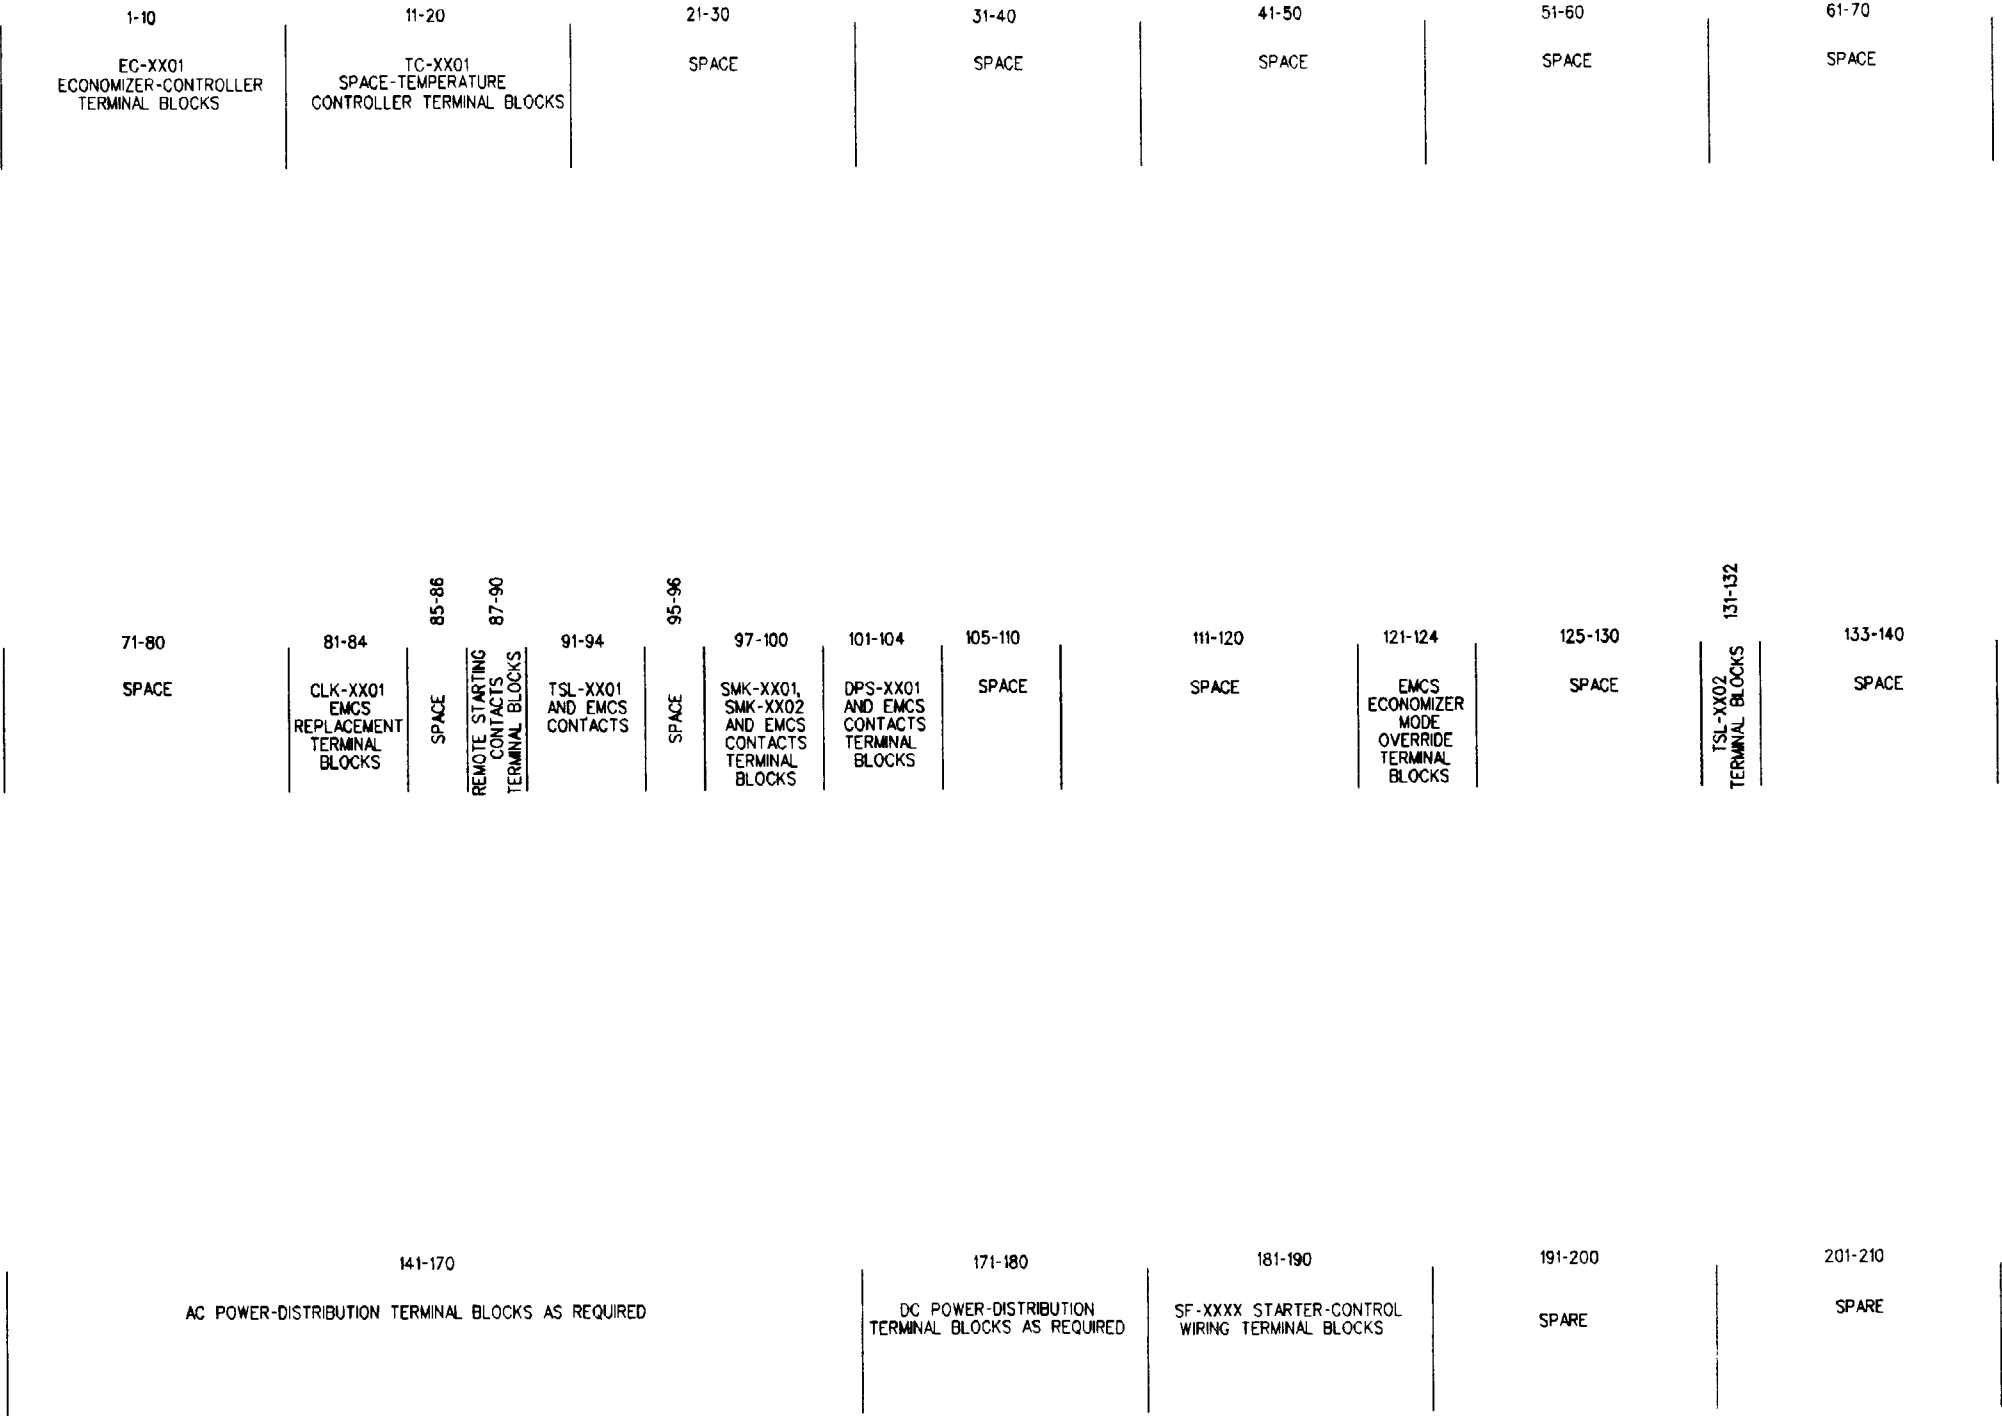 1-10
11-20
21-30
31-40
41-50
51-60
61-70
EC-XX01
ECONOMIZER-CONTROLLER
TERMINAL BLOCKS
TC-XX01
SPACE-TEMPERATURE
CONTROLLER TERMINAL BLOCKS
SPACE
SPACE
SPACE
SPACE
SPACE
71-80
81-84
85-86
87-90
91-94
95-96
97-100
101-104
105-110
111-120
121-124
125-130
131-132
133-140
SPACE
CLK-XX01
EMCS
REPLACEMENT
TERMINAL
BLOCKS
SPACE
REMOTE STARTING
CONTACTS
TERMINAL BLOCKS
TSL-XX01
AND EMCS
CONTACTS
SPACE
SMK-XX01,
SMK-XX02
AND EMCS
CONTACTS
TERMINAL
BLOCKS
DPS-XX01
AND EMCS
CONTACTS
TERMINAL
BLOCKS
SPACE
SPACE
EMCS
ECONOMIZER
MODE
OVERRIDE
TERMINAL
BLOCKS
SPACE
TSL-XX02
TERMINAL BLOCKS
SPACE
141-170
171-180
181-190
191-200
201-210
AC POWER-DISTRIBUTION TERMINAL BLOCKS AS REQUIRED
DC POWER-DISTRIBUTION
TERMINAL BLOCKS AS REQUIRED
SF-XXXX STARTER-CONTROL
WIRING TERMINAL BLOCKS
SPARE
SPARE